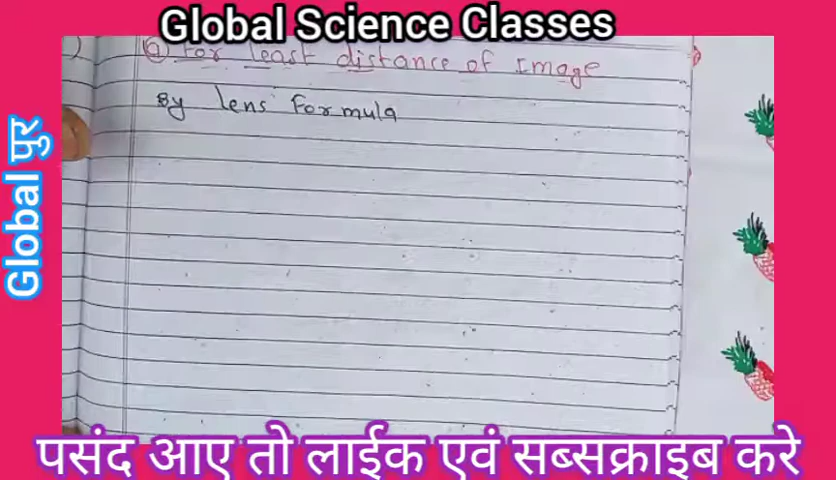 Global Science Classes
(a) For least distance of Image
By lens Formula
Global पुर
पसंद आए तो लाईक एवं सब्सक्राइब करे